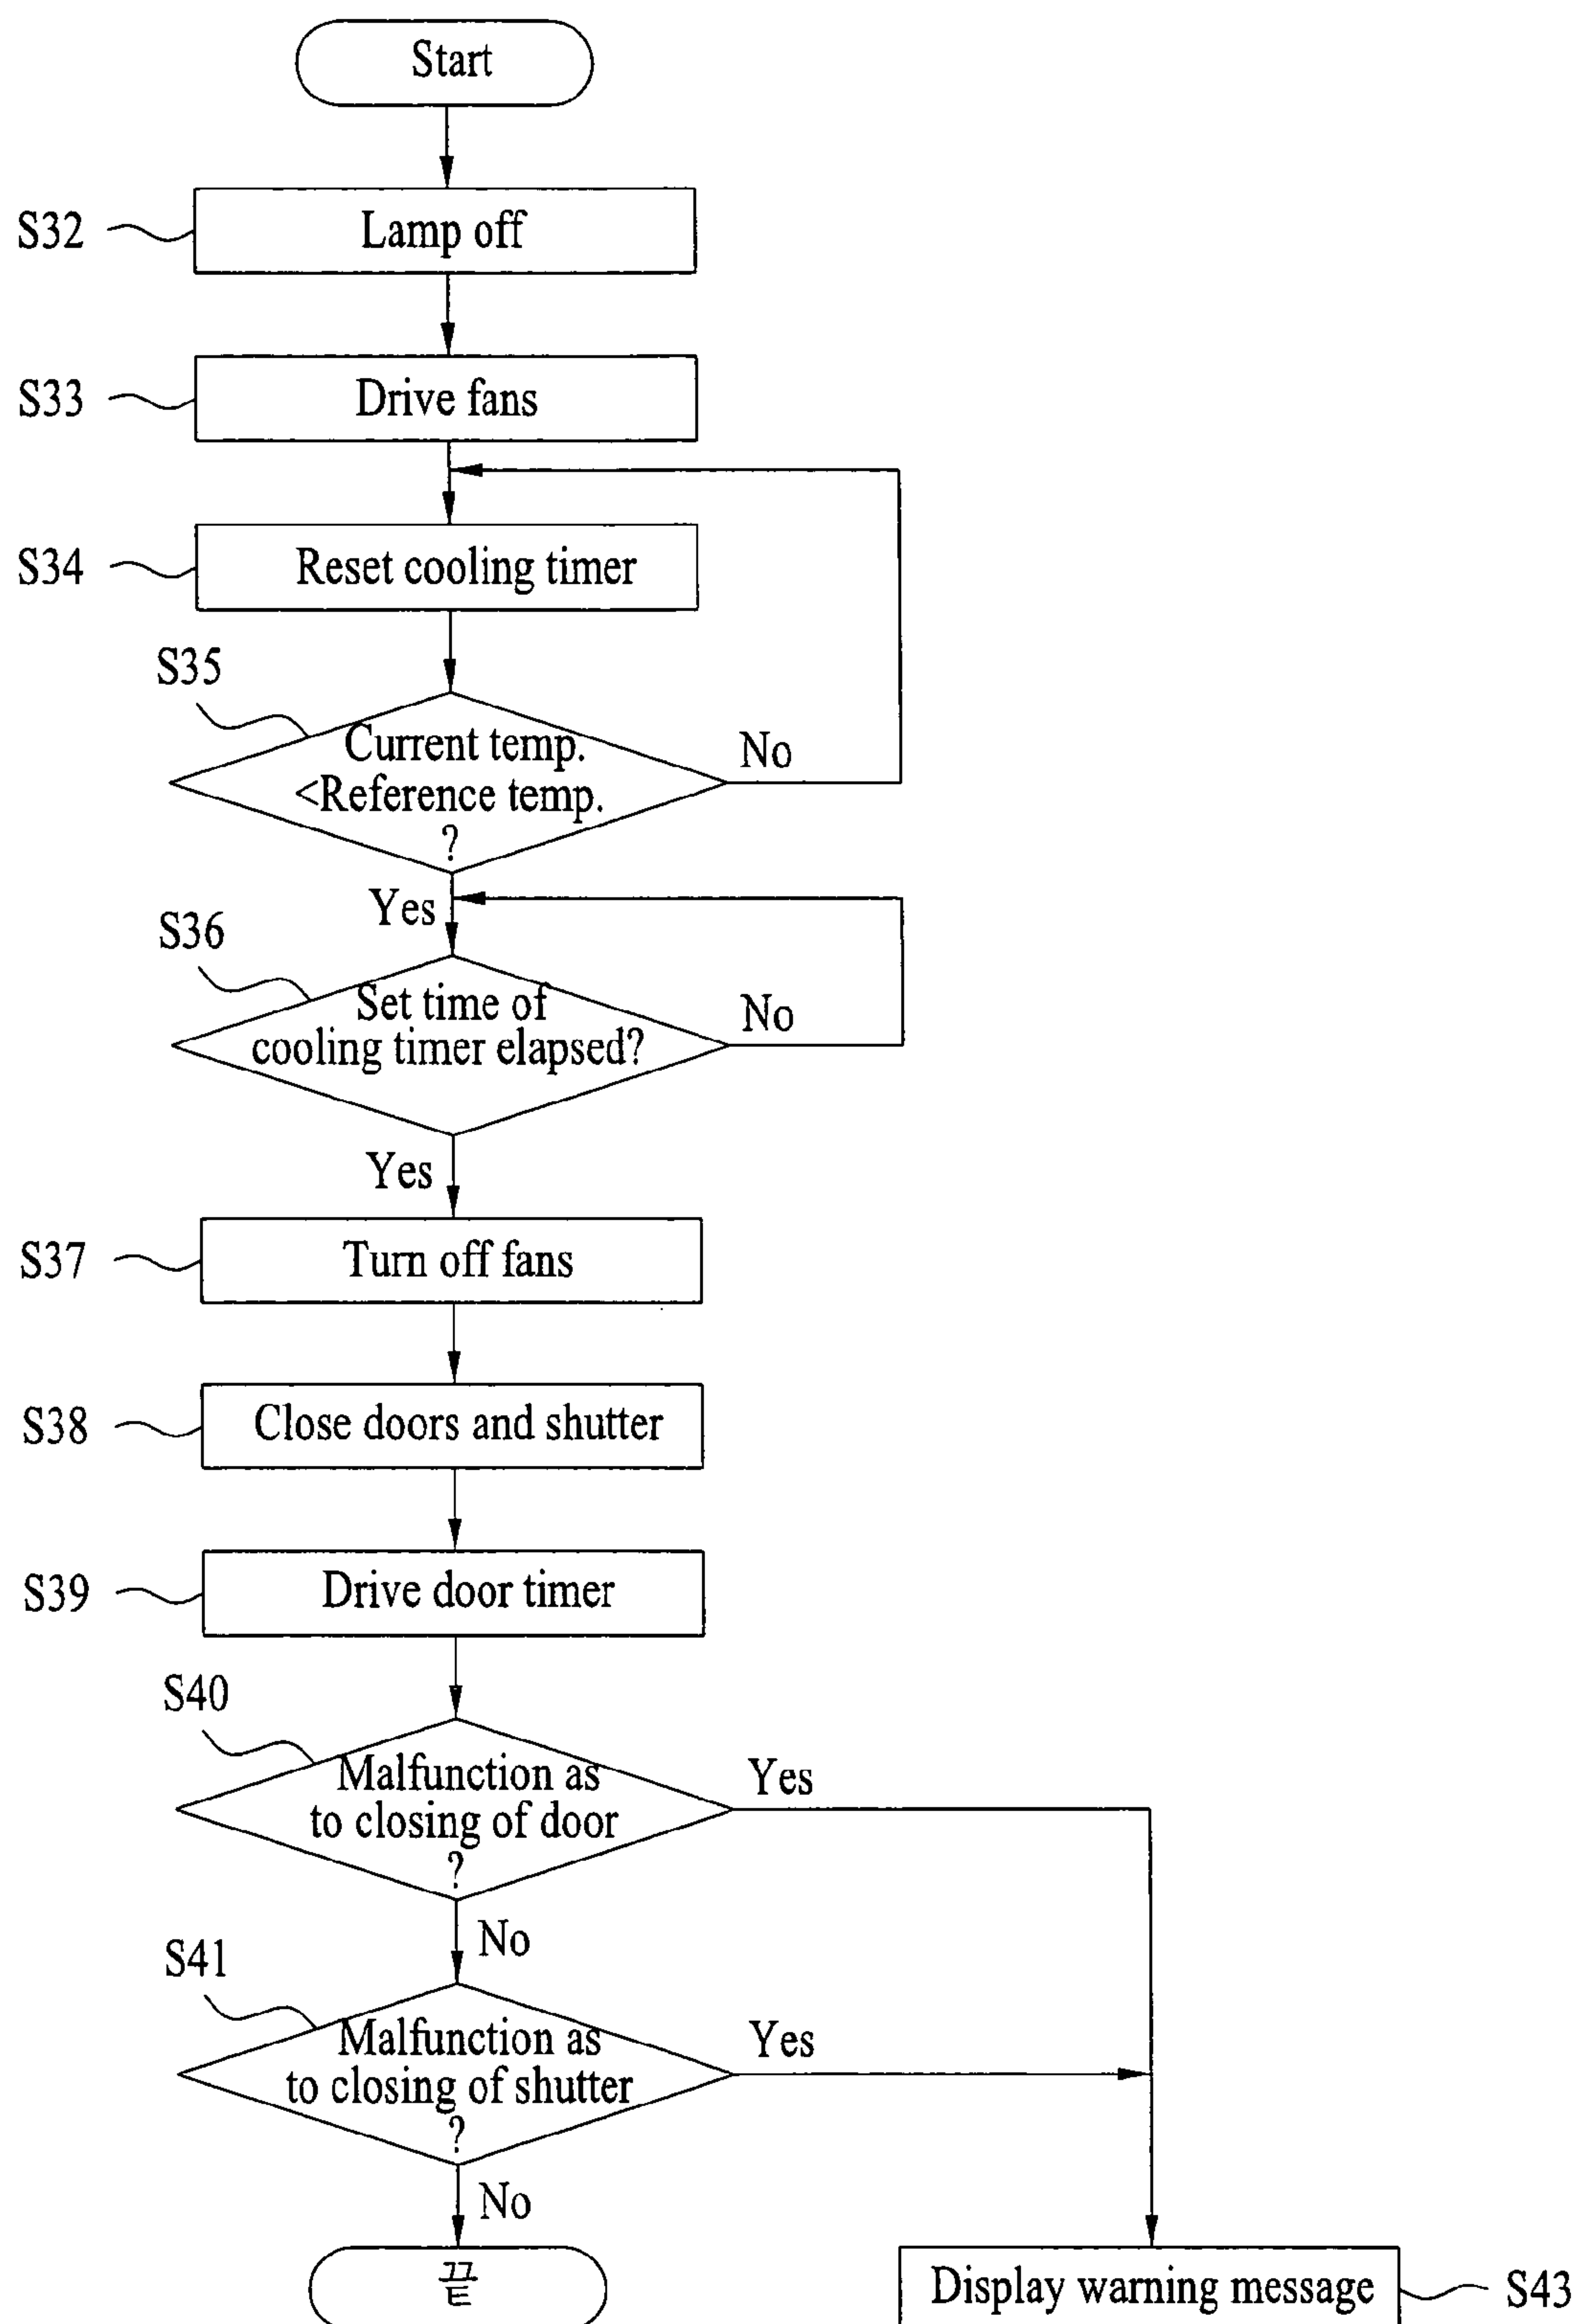 Start
S32
Lamp off
S33
Drive fans
S34
Reset cooling timer
S35
Current temp.
<Reference temp.
?
No
Yes
S36
Set time of
cooling timer elapsed?
No
Yes
S37
Turn off fans
S38
Close doors and shutter
S39
Drive door timer
S40
Malfunction as
to closing of door
?
Yes
No
S41
Malfunction as
to closing of shutter
?
Yes
No
끝
Display warning message
S43